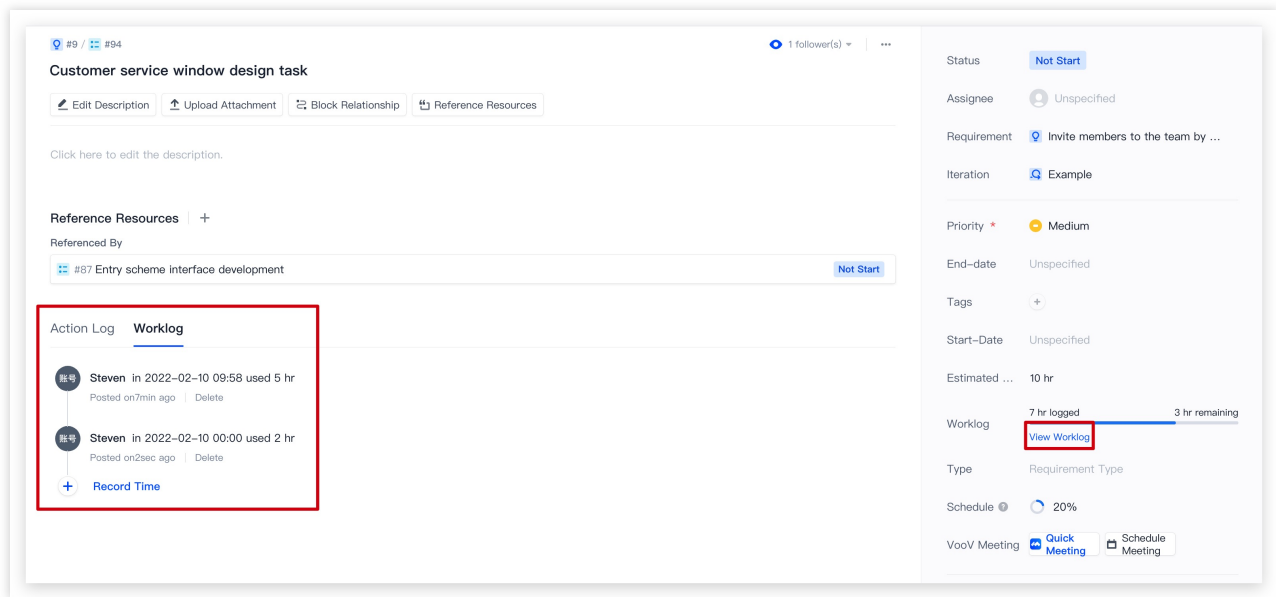 #9 / #94
1 follower(s)
Customer service window design task
Edit Description
Upload Attachment
Block Relationship
Reference Resources
Click here to edit the description.
Reference Resources
Referenced By
#87 Entry scheme interface development
Not Start
Action Log
Worklog
账号
Steven in 2022-02-10 09:58 used 5 hr
Posted on7min ago
Delete
账号
Steven in 2022-02-10 00:00 used 2 hr
Posted on2sec ago
Delete
Record Time
Status
Not Start
Assignee
Unspecified
Requirement
Invite members to the team by ...
Iteration
Example
Priority *
Medium
End-date
Unspecified
Tags
Start-Date
Unspecified
Estimated ...
10 hr
Worklog
7 hr logged
3 hr remaining
View Worklog
Type
Requirement Type
Schedule
20%
VooV Meeting
Quick
Meeting
Schedule
Meeting